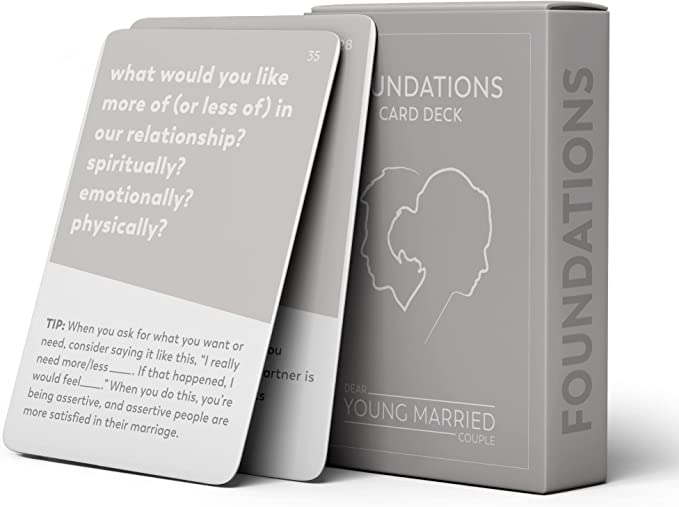 35
what would you like
more of (or less of) in
our relationship?
spiritually?
emotionally?
physically?
TIP: When you ask for what you want or
need, consider saying it like this, "I really
need more/less____. If that happened, I
would feel____." When you do this, you're
being assertive, and assertive people are
more satisfied in their marriage.
artner is
OUNDATIONS
CARD DECK
DEAR
YOUNG MARRIED
COUPLE
FOUNDATIONS